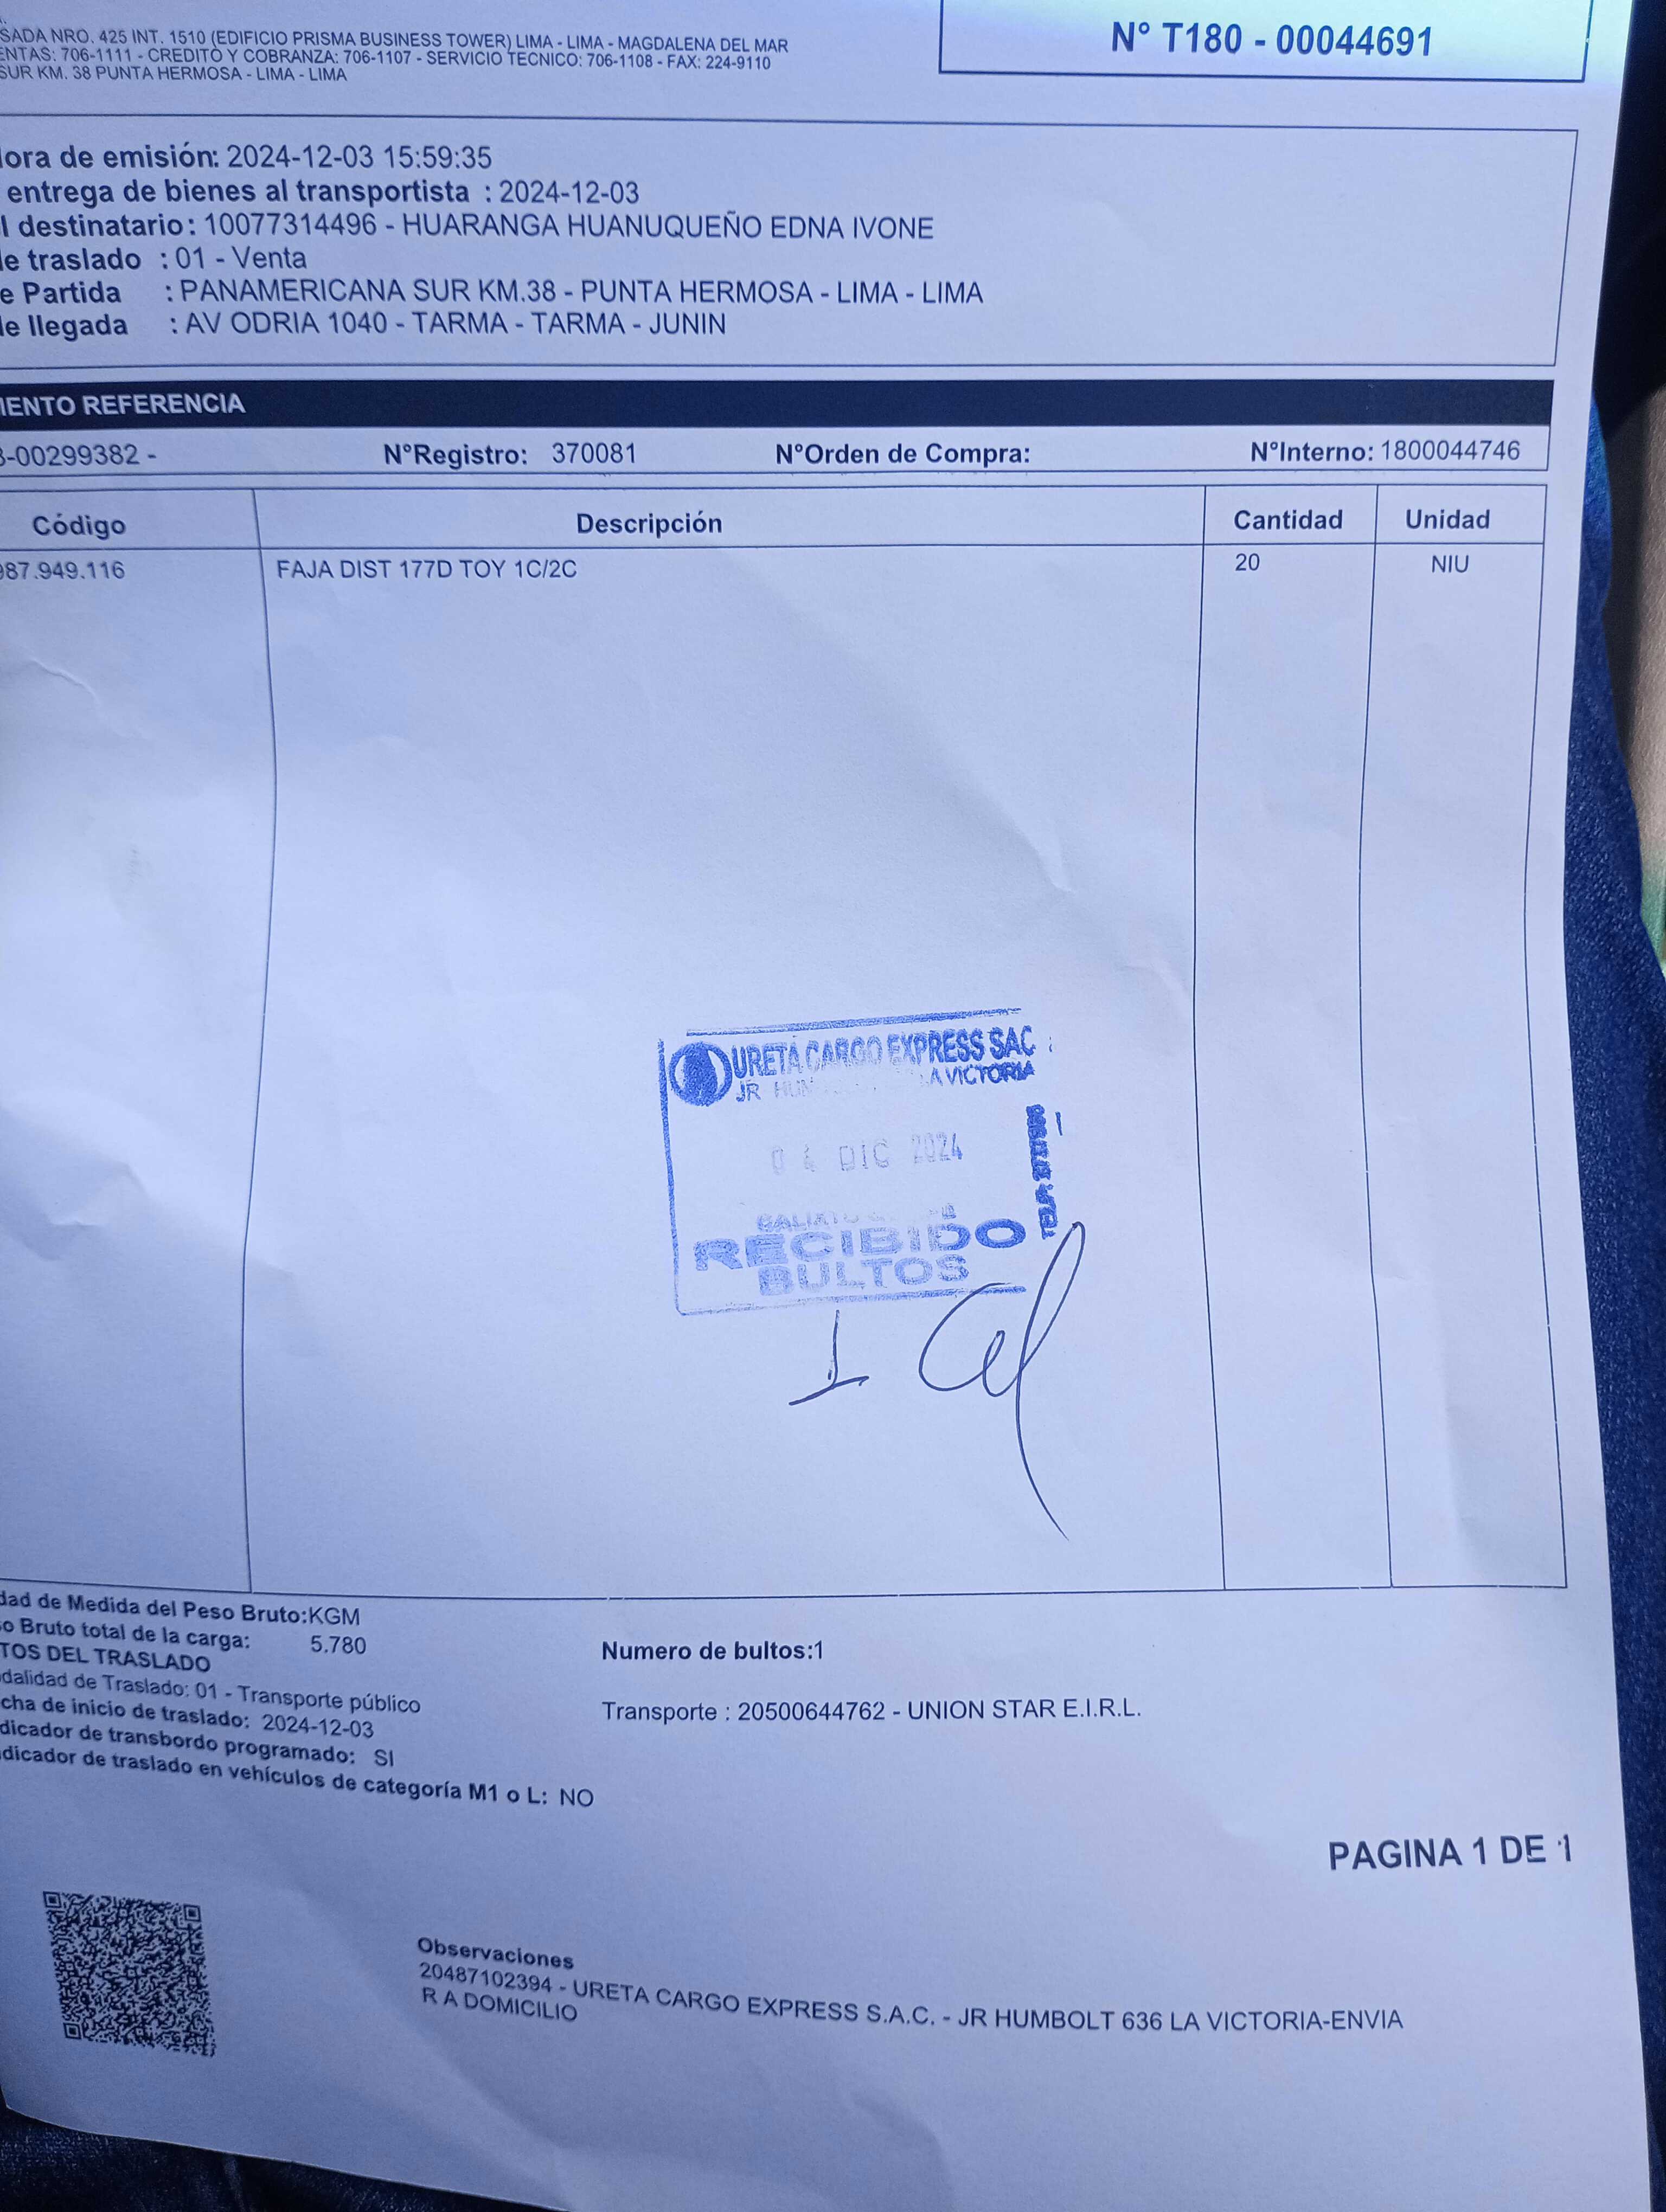 SADA NRO. 425 INT. 1510 (EDIFICIO PRISMA BUSINESS TOWER) LIMA - LIMA - MAGDALENA DEL MAR
ENTAS: 706-1111 - CREDITO Y COBRANZA: 706-1107 - SERVICIO TECNICO: 706-1108 - FAX: 224-9110
SUR KM. 38 PUNTA HERMOSA - LIMA - LIMA
N° T180 - 00044691
lora de emisión: 2024-12-03 15:59:35
entrega de bienes al transportista : 2024-12-03
l destinatario: 10077314496 - HUARANGA HUANUQUEÑO EDNA IVONE
e traslado : 01 - Venta
e Partida : PANAMERICANA SUR KM.38 - PUNTA HERMOSA - LIMA - LIMA
e llegada : AV ODRIA 1040 - TARMA - TARMA - JUNIN
IENTO REFERENCIA
-00299382 - N°Registro: 370081 N°Orden de Compra: N°Interno: 1800044746
Código Descripción Cantidad Unidad
987.949.116 FAJA DIST 177D TOY 1C/2C 20 NIU
URETA CARGO EXPRESS SAC
JR HUM LA VICTORIA
04 DIC 2024
RECIBIDO
BULTOS
1
dad de Medida del Peso Bruto:KGM
o Bruto total de la carga: 5.780
Numero de bultos:1
TOS DEL TRASLADO
dalidad de Traslado: 01 - Transporte público
cha de inicio de traslado: 2024-12-03
Transporte : 20500644762 - UNION STAR E.I.R.L.
dicador de transbordo programado: SI
dicador de traslado en vehículos de categoría M1 o L: NO
PAGINA 1 DE 1
Observaciones
20487102394 - URETA CARGO EXPRESS S.A.C. - JR HUMBOLT 636 LA VICTORIA-ENVIA
R A DOMICILIO